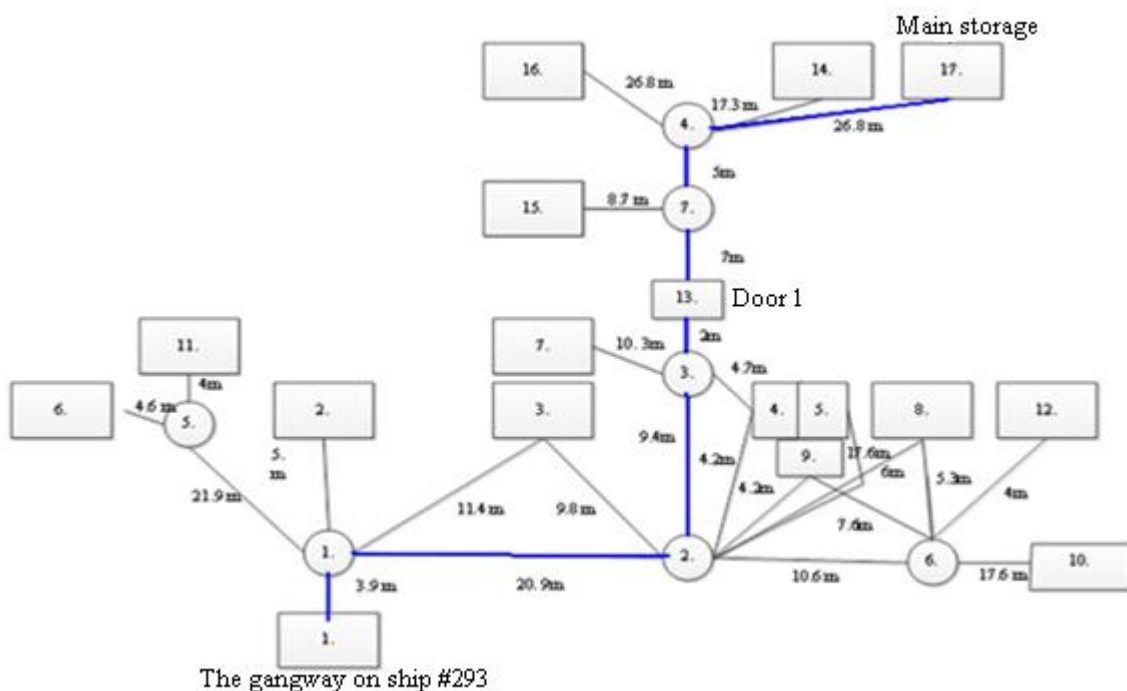 Main storage
16.
14.
17.
26.8 m
17.3 m
4.
26.8 m
5m
15.
8.7 m
7.
7m
13.
Door 1
2m
11.
7.
10.3m
3.
4.7m
6.
4.6 m
4m
5.
2.
3.
4.
5.
8.
12.
9.
9.4m
4.2m
17.6m
6m
5.
m
4.2m
5.3m
4m
21.9 m
11.4 m
9.8 m
7.6m
1.
2.
6.
10.
3.9 m
20.9m
10.6 m
17.6 m
1.
The gangway on ship #293